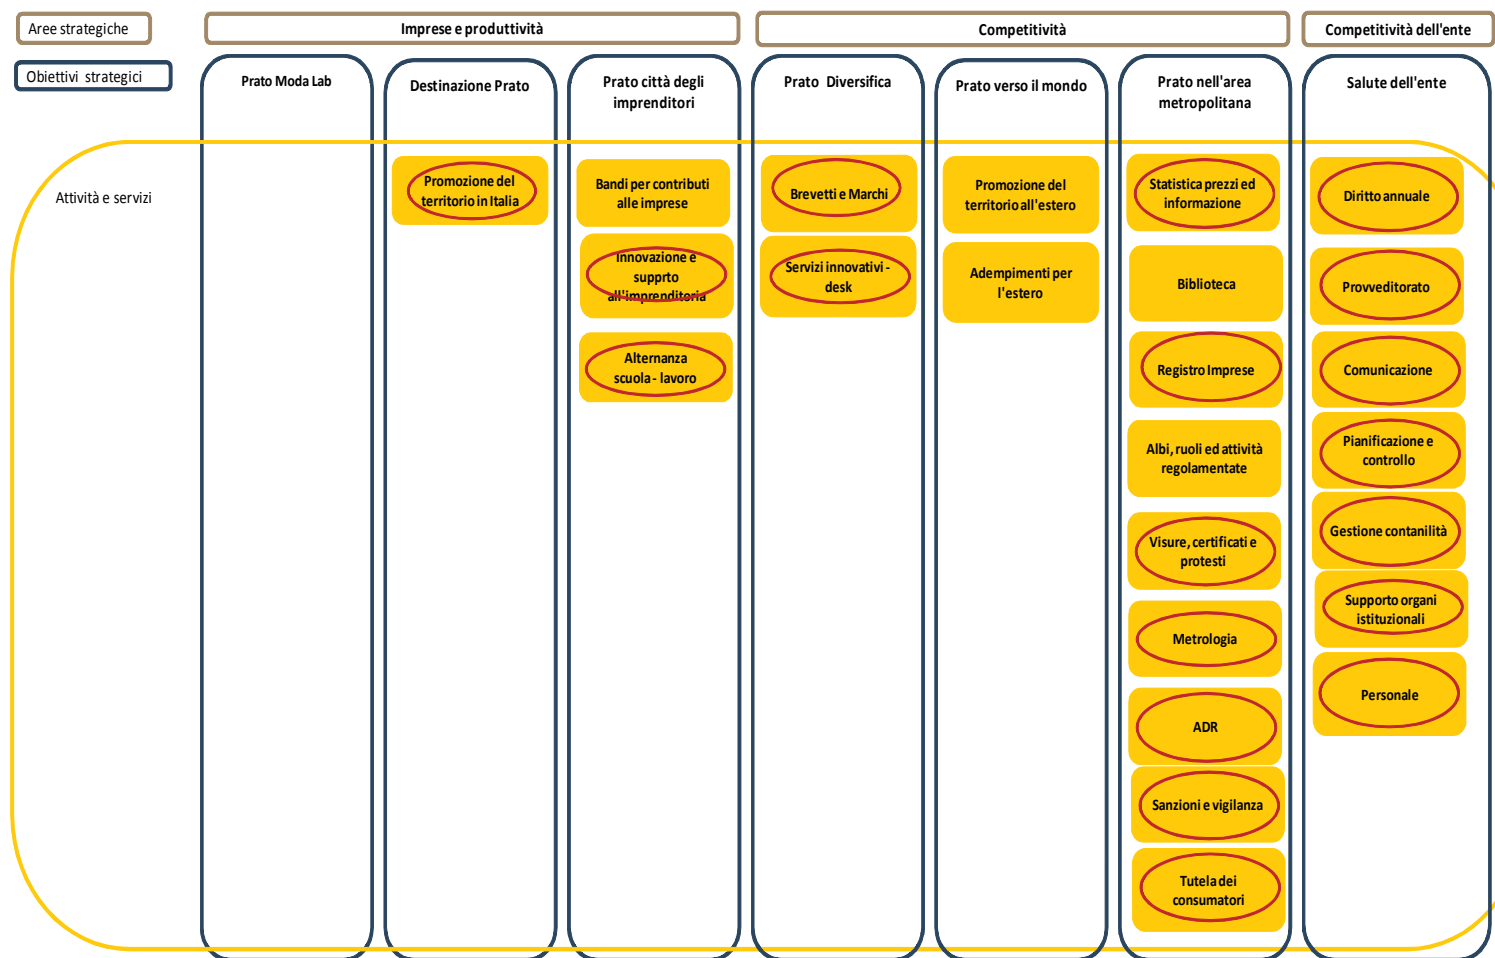 Aree strategiche
Imprese e produttività
Competitività
Competitività dell'ente
Obiettivi strategici
Prato Moda Lab
Destinazione Prato
Prato città degli
imprenditori
Prato Diversifica
Prato verso il mondo
Prato nell'area
metropolitana
Salute dell'ente
Attività e servizi
Promozione del
territorio in Italia
Bandi per contributi
alle imprese
Innovazione e
supprto
all'imprenditoria
Alternanza
scuola - lavoro
Brevetti e Marchi
Servizi innovativi -
desk
Promozione del
territorio all'estero
Adempimenti per
l'estero
Statistica prezzi ed
informazione
Biblioteca
Registro Imprese
Albi, ruoli ed attività
regolamentate
Visure, certificati e
protesti
Metrologia
ADR
Sanzioni e vigilanza
Tutela dei
consumatori
Diritto annuale
Provveditorato
Comunicazione
Pianificazione e
controllo
Gestione contanilità
Supporto organi
istituzionali
Personale